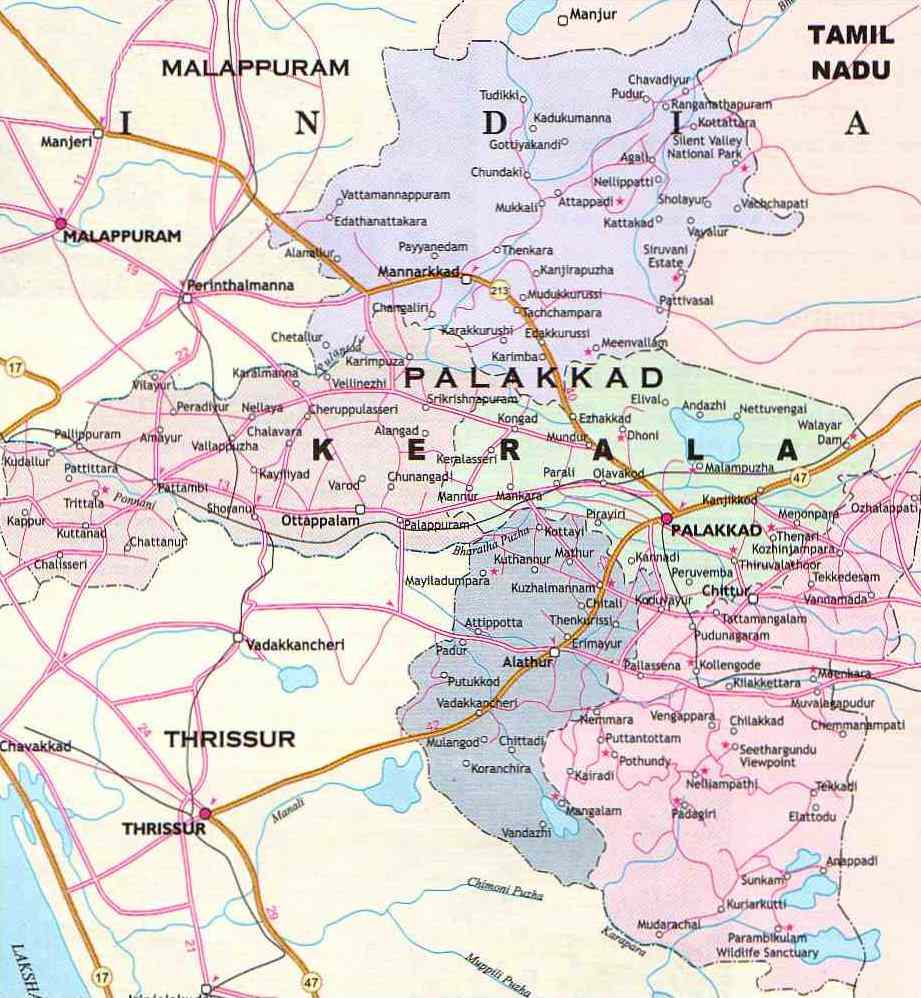 Manjur
TAMIL
NADU
MALAPPURAM
Chavadiyur
Tudikki
Pudur
Ranganathapuram
I N D I A
Kadukumanna
Kottattara
Manjeri
Gottiyakandi
Silent Valley
National Park
Agali
Chundaki
Nellippatti
11
Vattamannappuram
Mukkali
Attappadi
Sholayur
Vachchapati
Edathanattakara
Kattakad
Vayalur
MALAPPURAM
Payyanedam
Thenkara
Siruvani
Estate
Alanallur
Mannarkkad
Kanjirapuzha
19
Perinthalmanna
213
Mudukkurussi
Pattivasal
Changaliri
Tachchampara
Karakkurushi
Edakkurussi
Chetallur
Meenvallam
22
Karimpuza
Karimba
17
Karalmanna
PALAKKAD
Vilayur
Vellinezhi
Srikrishnapuram
Elival
Andazhi
Nettuvengai
Peradiyur
Nellaya
Cheruppulasseri
Kongad
Ezhakkad
Walayar
Dam
Pallippuram
Amayur
Chalavara
Alangad
Mundur
Dhoni
Vallappuzha
KERALA
Kudallur
Keralasseri
Pattittara
Kayiliyad
Chunangadi
Parali
Olavakod
Malampuzha
47
Trittala
Pattambi
Varod
Mannur
Mankara
Kanjikkod
Ponnani
Shoranur
Ottappalam
Palappuram
Pirayiri
Menonpara
Ozhalappati
Kappur
Kuttanad
Kottayi
PALAKKAD
Thenari
Chattanur
Bharatha Puzha
Kuthannur
Mathur
Kannadi
Kozhinjampara
Chalisseri
Thiruvalathoor
Mayiladumpara
Peruvemba
Tekkedesam
Kuzhalmannam
Chittur
Vannamada
Chitali
Koduvayur
Attippotta
Thenkurissi
Tattamangalam
Vadakkancheri
Pudunagaram
Padur
Erimayur
Alathur
Pallassena
Kollengode
Meenkara
Putukkod
Kilakkettara
Vadakkancheri
Muvalagapudur
24
Nemmara
Vengappara
Chilakkad
Chemmanampati
47
THRISSUR
Chavakkad
Mulangod
Chittadi
Puttantottam
Pothundy
Seethargundu
Viewpoint
Koranchira
Kairadi
Nelliampathi
Tekkadi
Manali
Mangalam
Padagiri
Elattodu
THRISSUR
Vandazhi
Anappadi
Sunkam
Chimoni Puzha
Kuriarkutti
29
Mudarachal
Karapara
Parambikulam
Wildlife Sanctuary
21
Muppili Puzha
17
47